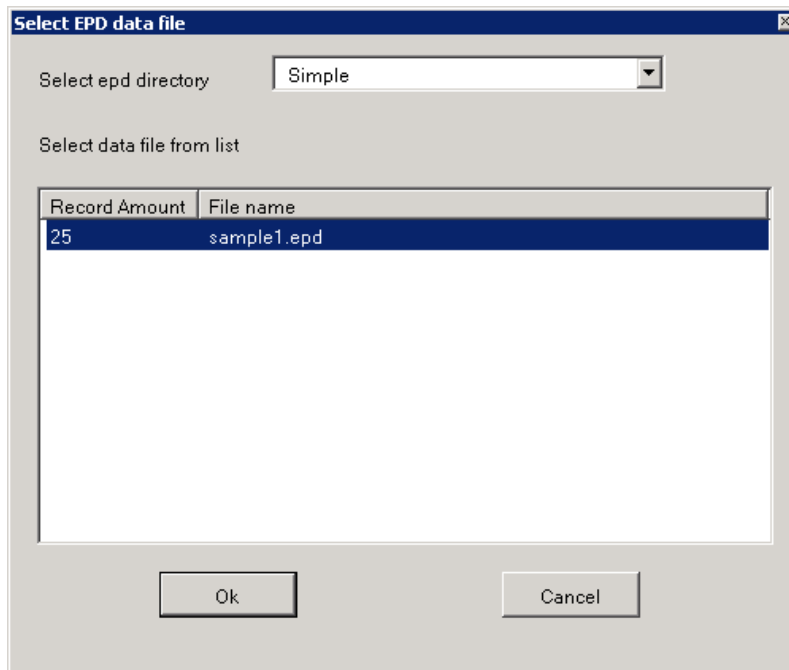 Select EPD data file
Select epd directory Simple
Select data file from list
Record Amount File name
25 sample1.epd
Ok Cancel